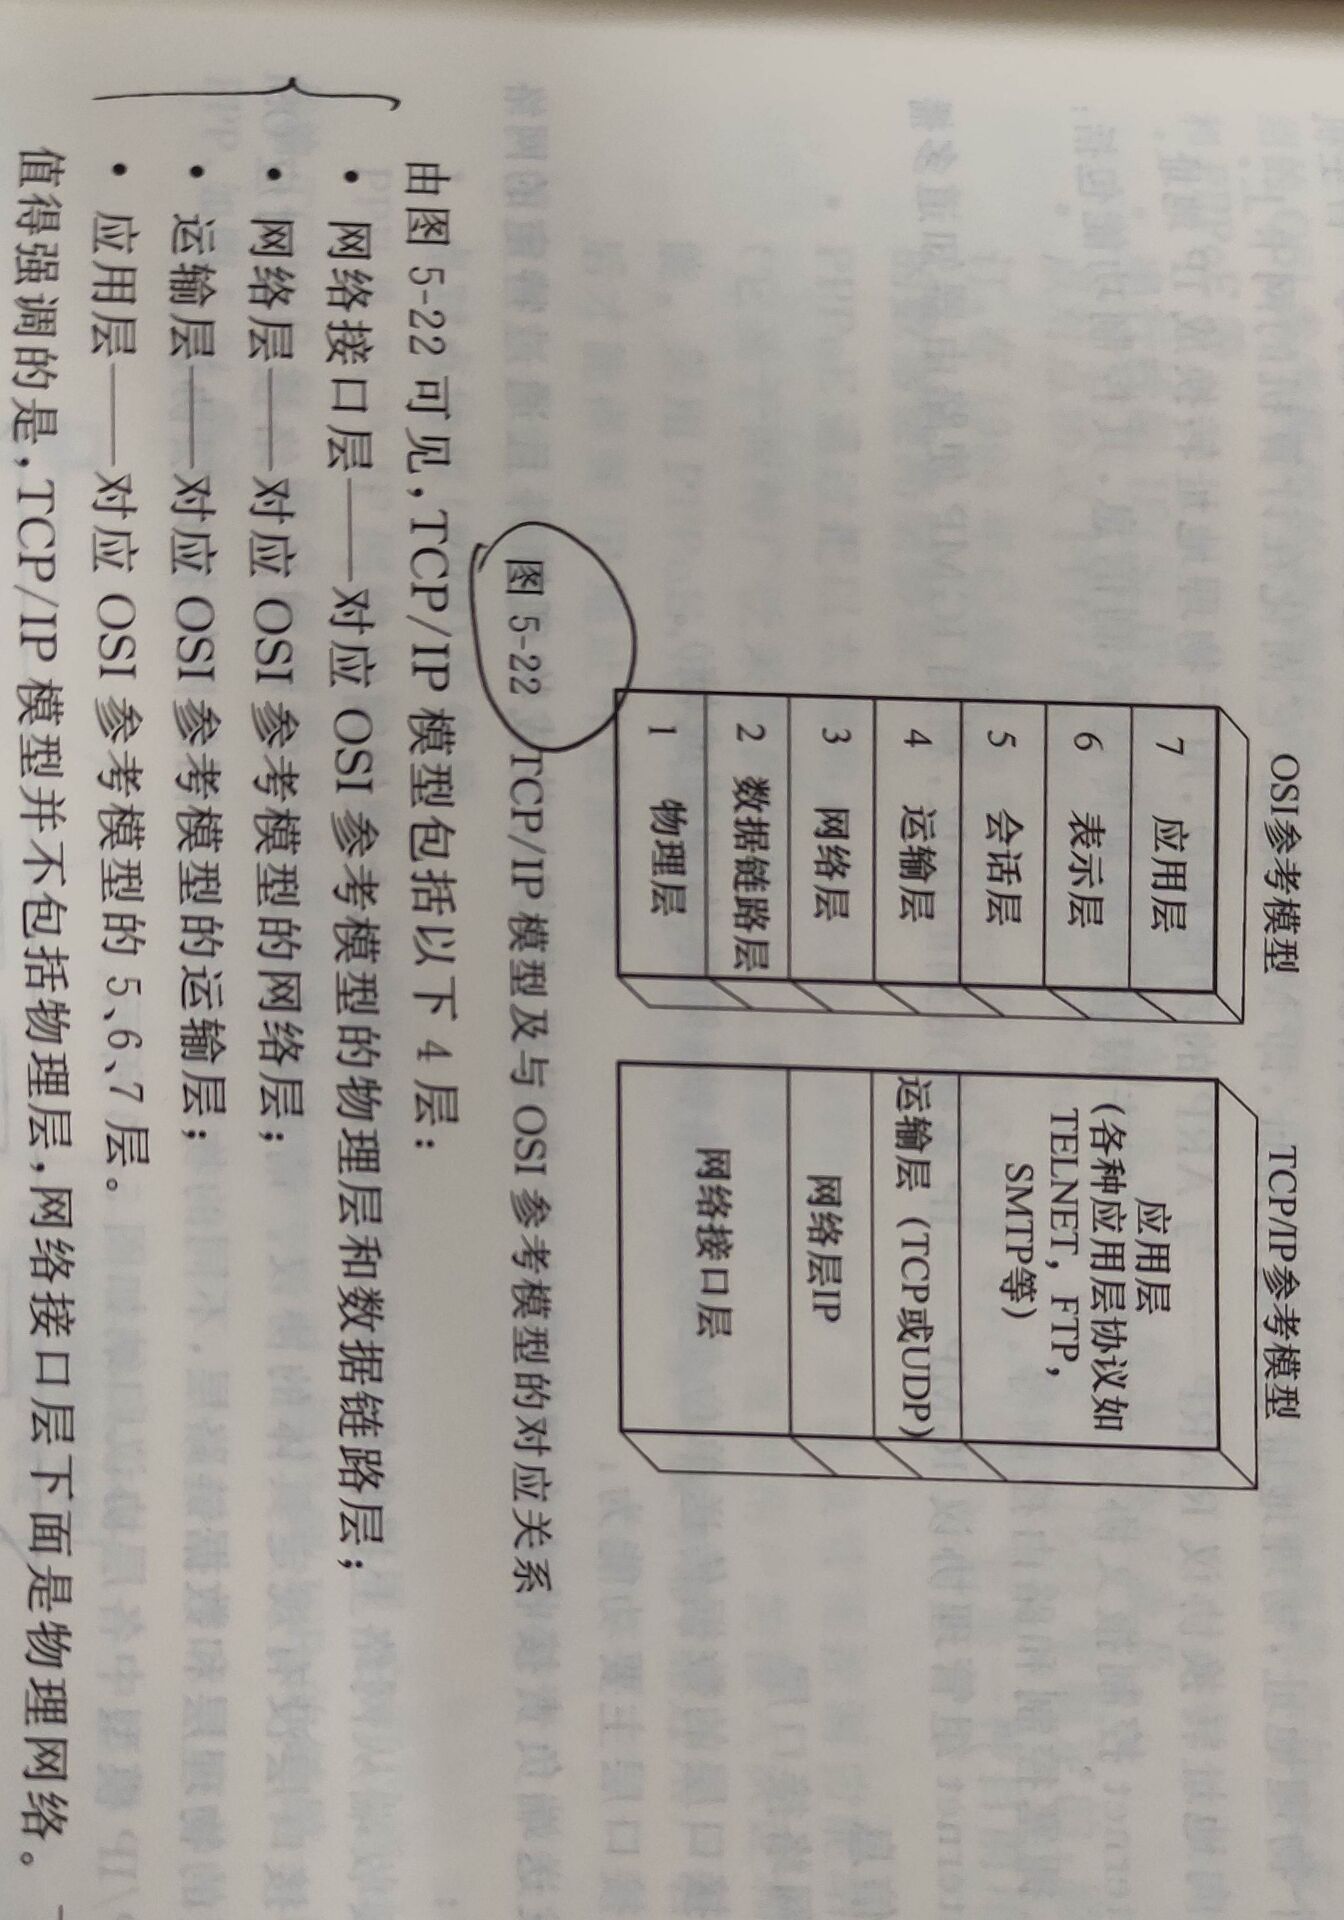 OSI参考模型
TCP/IP参考模型
7 应用层
6 表示层
5 会话层
4 运输层
3 网络层
2 数据链路层
1 物理层
应用层
(各种应用层协议如
TELNET，FTP，
SMTP等)
运输层（TCP或UDP)
网络层IP
网络接口层
图 5-22 TCP/IP 模型及与 OSI 参考模型的对应关系
由图 5-22 可见,TCP/IP 模型包括以下 4 层:
• 网络接口层——对应 OSI 参考模型的物理层和数据链路层;
• 网络层——对应 OSI 参考模型的网络层;
• 运输层——对应 OSI 参考模型的运输层;
• 应用层——对应 OSI 参考模型的 5、6、7 层。
值得强调的是,TCP/IP 模型并不包括物理层,网络接口层下面是物理网络。